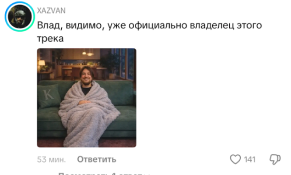 XAZVAN
Влад, видимо, уже официально владелец этого
трека
K
53 мин. Ответить
141